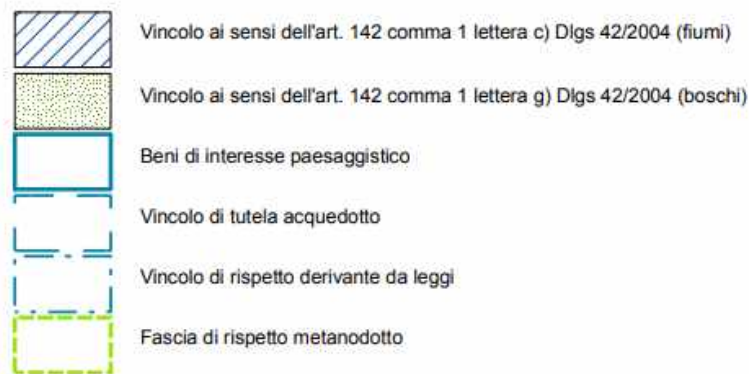 Vincolo ai sensi dell'art. 142 comma 1 lettera c) Dlgs 42/2004 (fiumi)
Vincolo ai sensi dell'art. 142 comma 1 lettera g) Dlgs 42/2004 (boschi)
Beni di interesse paesaggistico
Vincolo di tutela acquedotto
Vincolo di rispetto derivante da leggi
Fascia di rispetto metanodotto